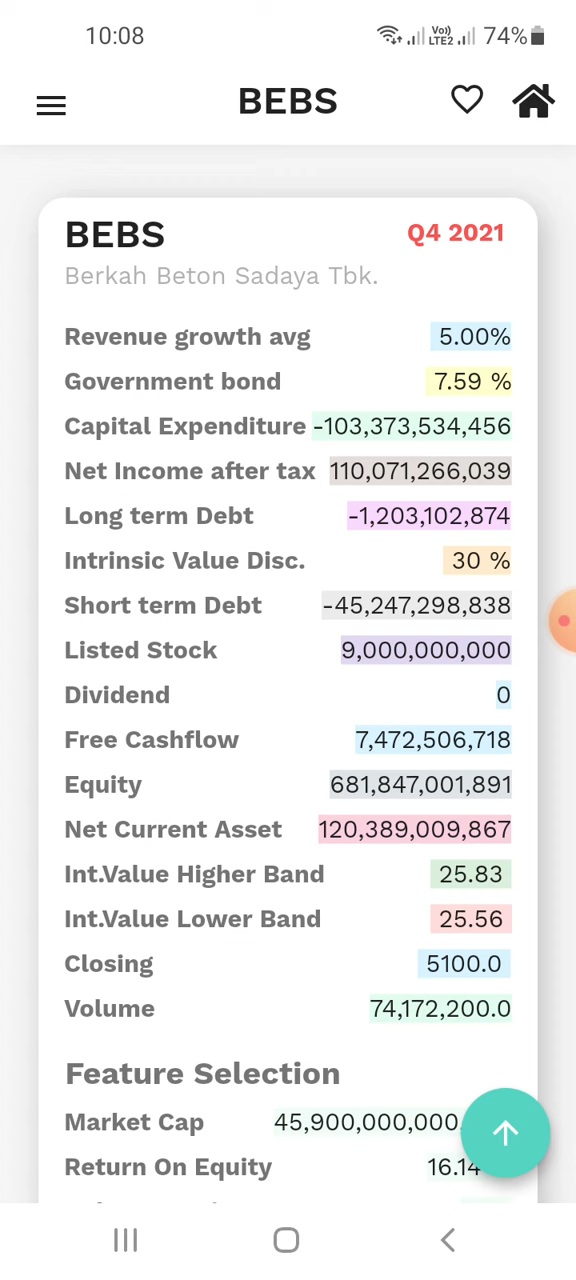 10:08 Vo)) LTE2 74%
BEBS
BEBS Q4 2021
Berkah Beton Sadaya Tbk.
Revenue growth avg 5.00%
Government bond 7.59 %
Capital Expenditure -103,373,534,456
Net Income after tax 110,071,266,039
Long term Debt -1,203,102,874
Intrinsic Value Disc. 30 %
Short term Debt -45,247,298,838
Listed Stock 9,000,000,000
Dividend 0
Free Cashflow 7,472,506,718
Equity 681,847,001,891
Net Current Asset 120,389,009,867
Int.Value Higher Band 25.83
Int.Value Lower Band 25.56
Closing 5100.0
Volume 74,172,200.0
Feature Selection
Market Cap 45,900,000,000.
Return On Equity 16.14